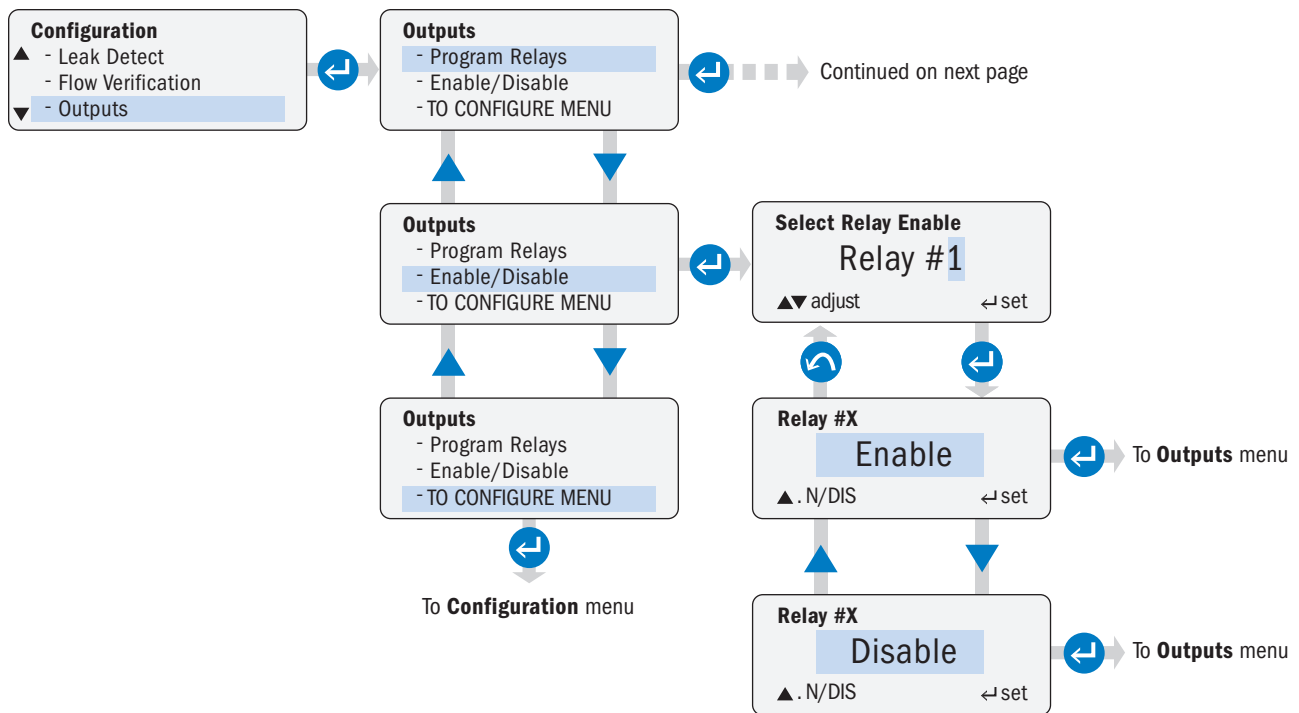 Configuration
▲ - Leak Detect
- Flow Verification
▼ - Outputs
Outputs
- Program Relays
- Enable/Disable
- TO CONFIGURE MENU
Continued on next page
Outputs
- Program Relays
- Enable/Disable
- TO CONFIGURE MENU
Select Relay Enable
Relay #1
▲▼ adjust ↵ set
Outputs
- Program Relays
- Enable/Disable
- TO CONFIGURE MENU
To Configuration menu
Relay #X
Enable
▲ . N/DIS ↵ set
To Outputs menu
Relay #X
Disable
▲ . N/DIS ↵ set
To Outputs menu